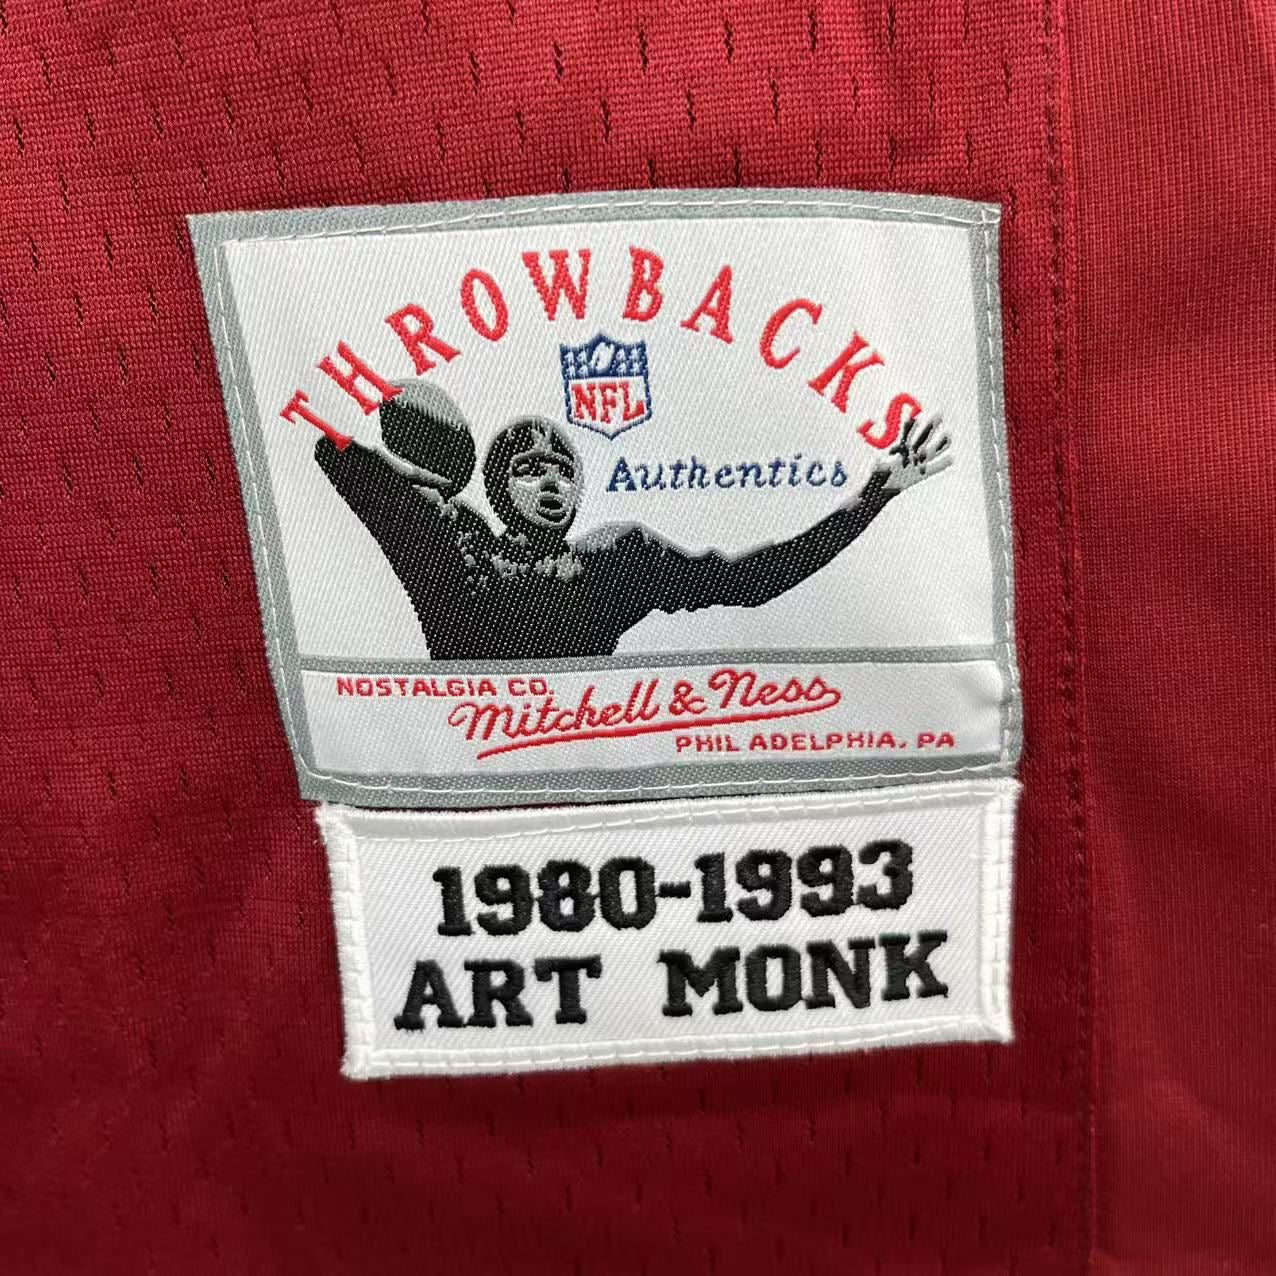 THROWBACKS
NFL
Authentics
NOSTALGIA CO.
Mitchell & Ness
PHILADELPHIA, PA
1980-1993
ART MONK